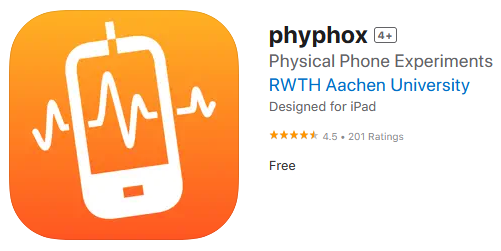 phyphox 4+
Physical Phone Experiments
RWTH Aachen University
Designed for iPad
4.5 • 201 Ratings
Free